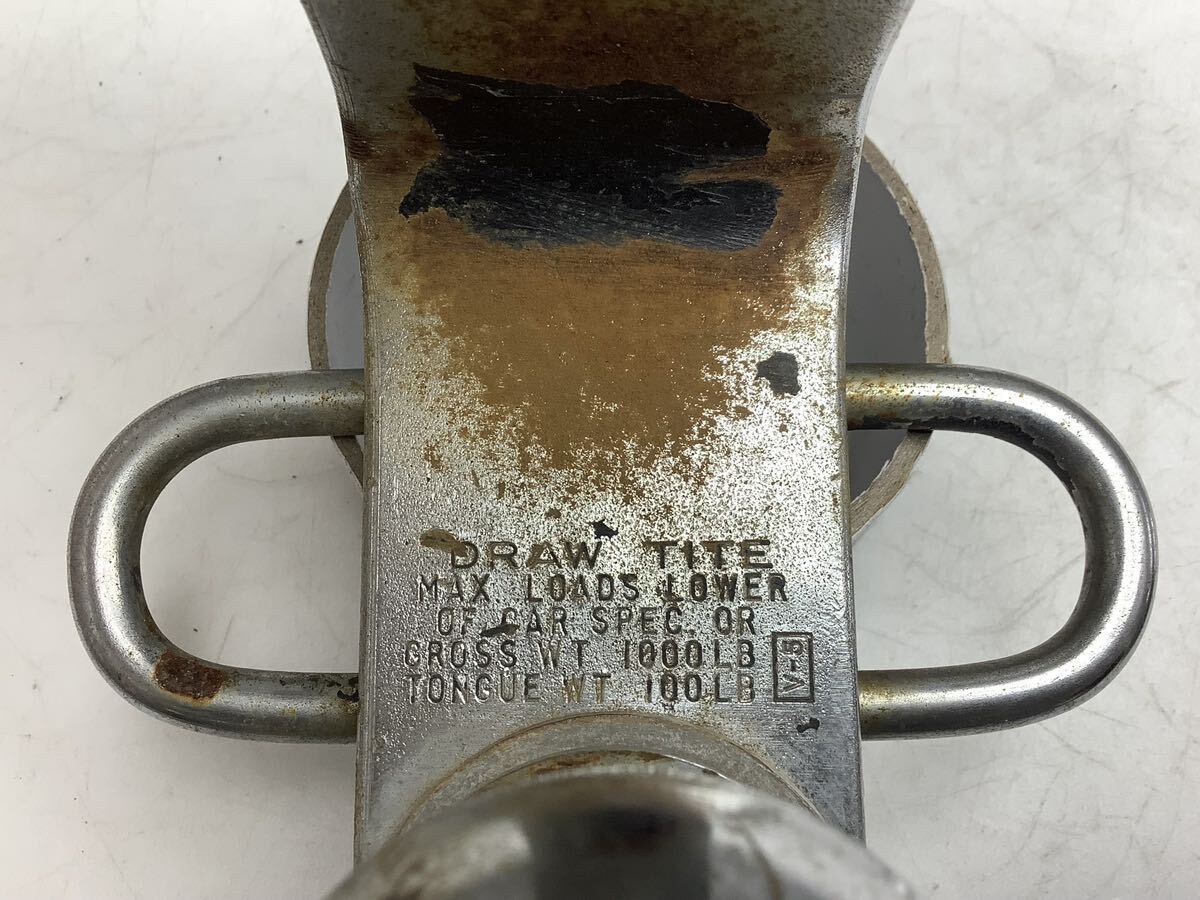 DRAW TITE
MAX LOADS LOWER
OF CAR SPEC. OR
GROSS WT 1000LB
TONGUE WT 100LB
V-5